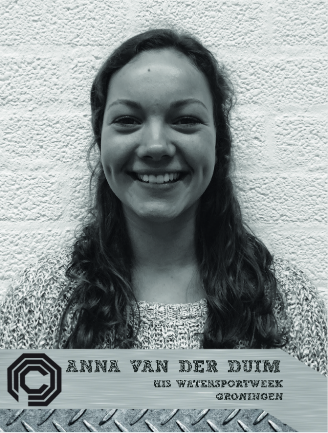 ANNA VAN DER DUIM
HIS WATERSPORTWEEK
GRONINGEN